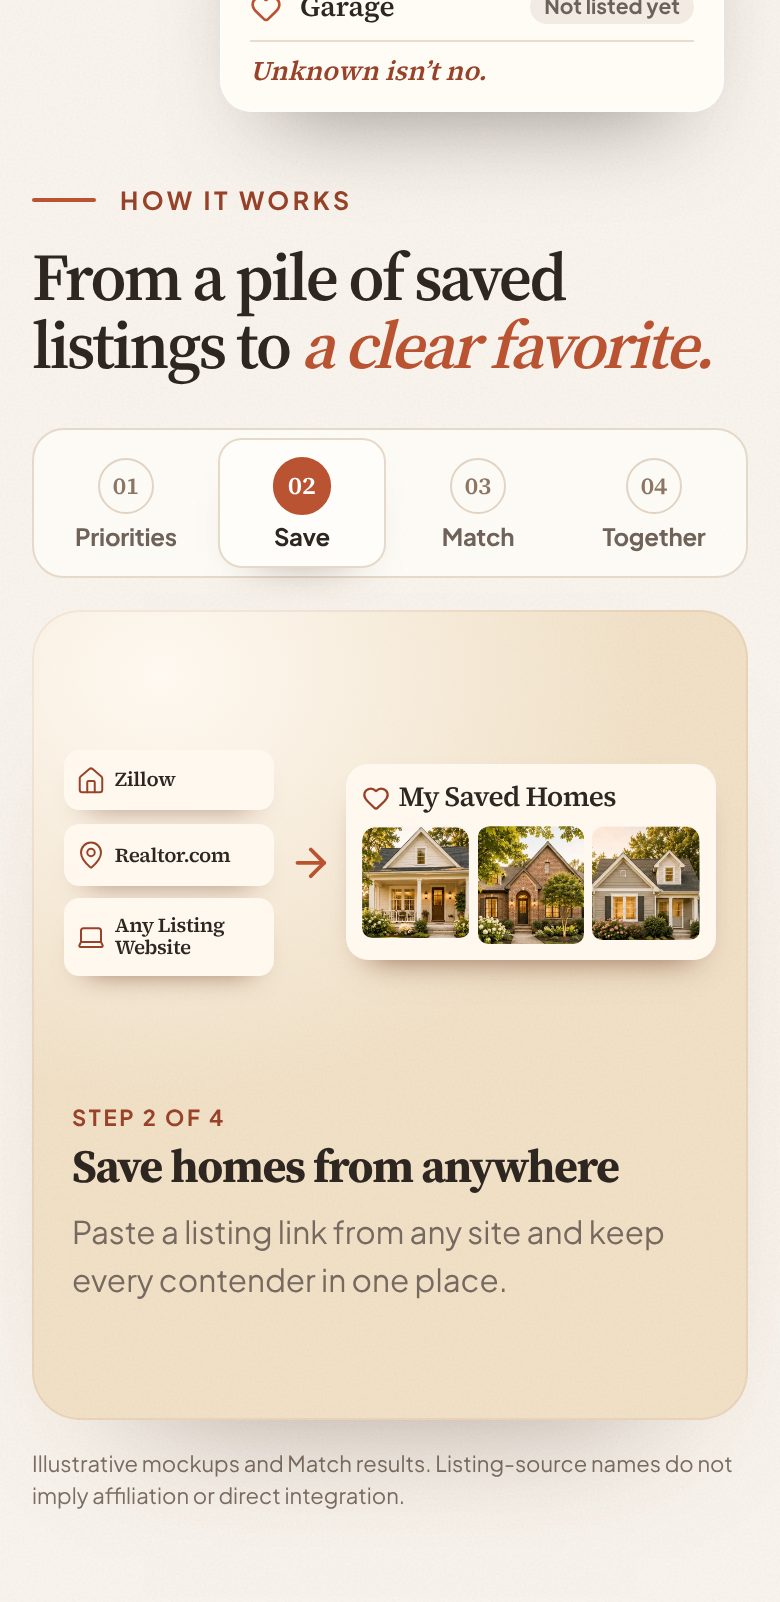 Garage
Not listed yet
Unknown isn’t no.
HOW IT WORKS
From a pile of saved
listings to a clear favorite.
01
Priorities
02
Save
03
Match
04
Together
Zillow
Realtor.com
Any Listing
Website
My Saved Homes
STEP 2 OF 4
Save homes from anywhere
Paste a listing link from any site and keep
every contender in one place.
Illustrative mockups and Match results. Listing-source names do not
imply affiliation or direct integration.